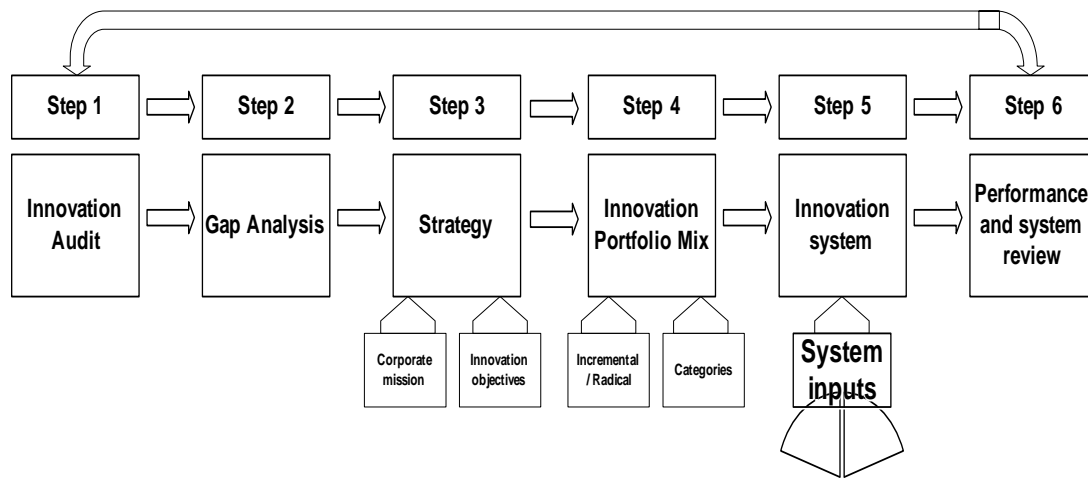 Step 1
Step 2
Step 3
Step 4
Step 5
Step 6
Innovation
Audit
Gap Analysis
Strategy
Innovation
Portfolio Mix
Innovation
system
Performance
and system
review
Corporate
mission
Innovation
objectives
Incremental
/ Radical
Categories
System
inputs